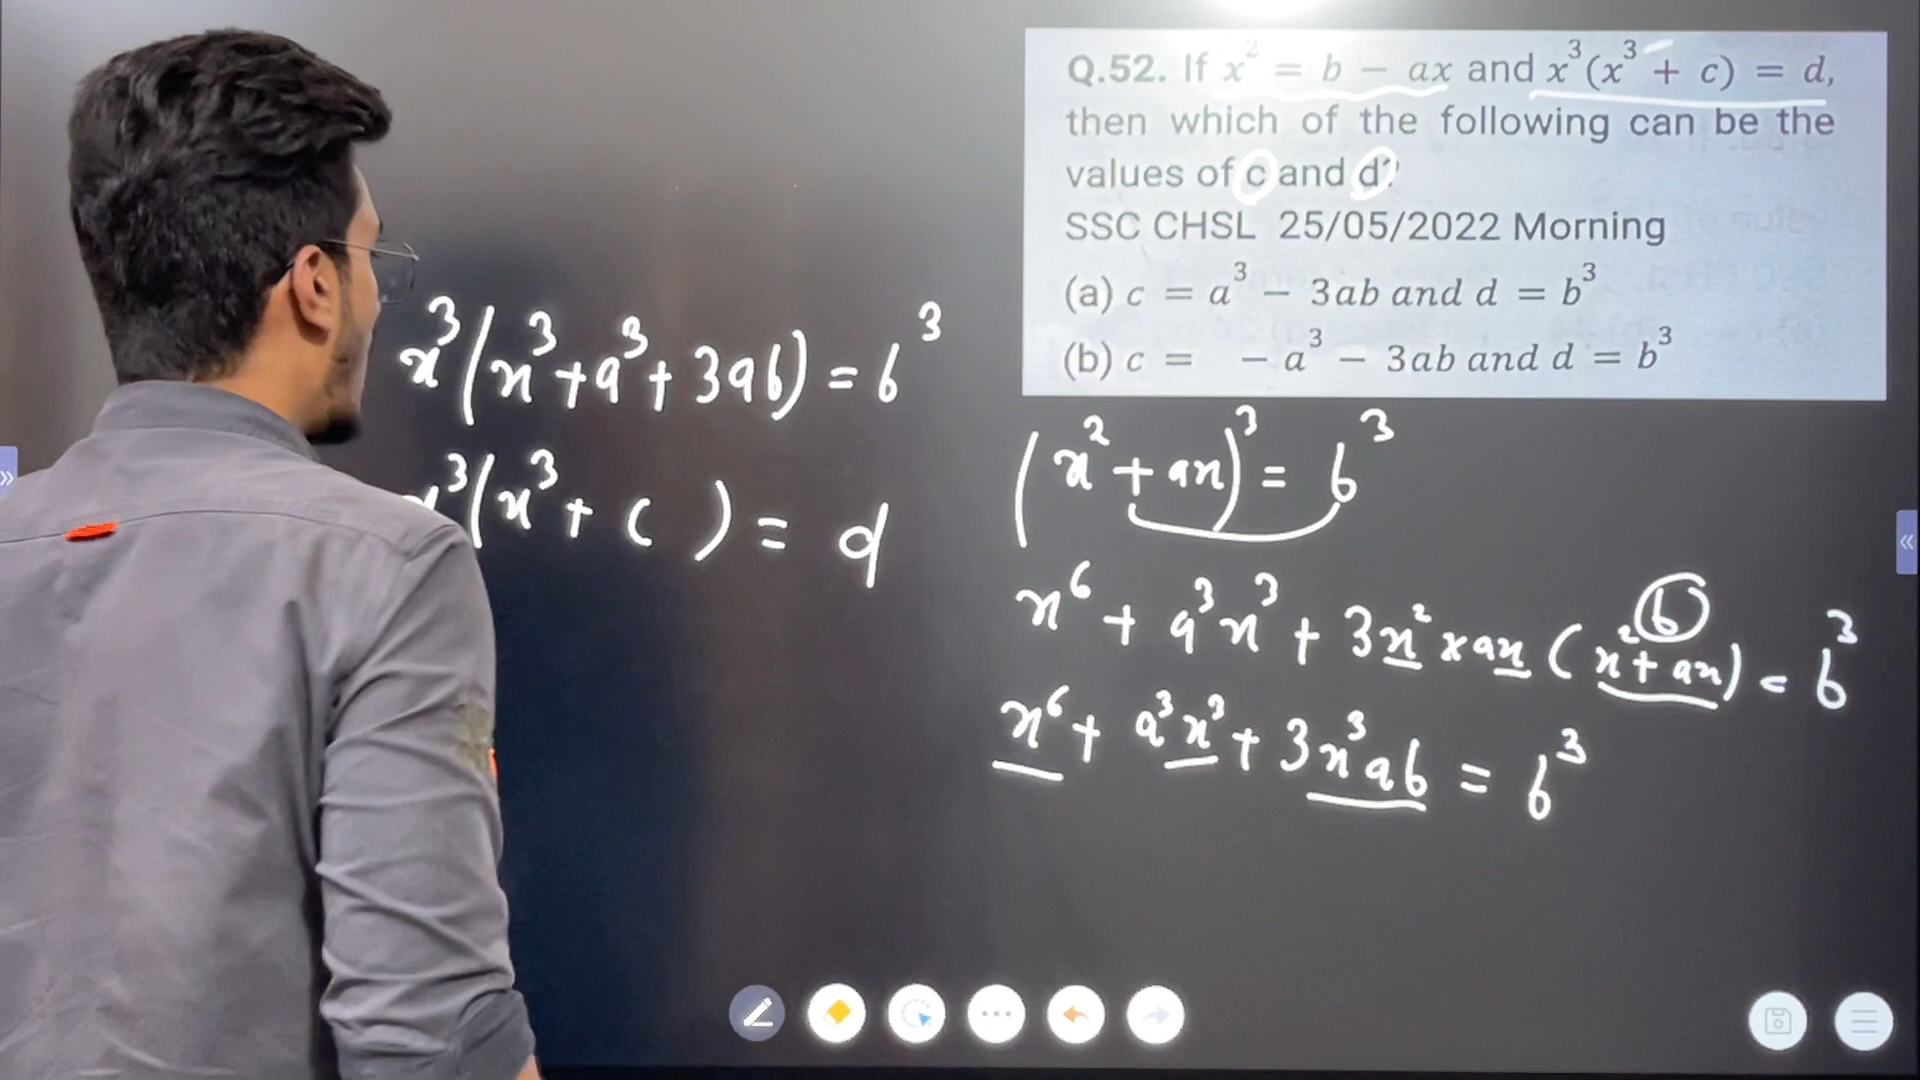 Q.52. If x² = b − ax and x³(x³ + c) = d,
then which of the following can be the
values of c and d?
SSC CHSL 25/05/2022 Morning
(a) c = a³ − 3ab and d = b³
(b) c = − a³ − 3ab and d = b³
(x² + ax)³ = b³
x⁶ + a³x³ + 3x² × ax (x² + ax) = b³
b
x⁶ + a³x³ + 3x³ab = b³
x³(x³ + a³ + 3ab) = b³
x³(x³ + c ) = d